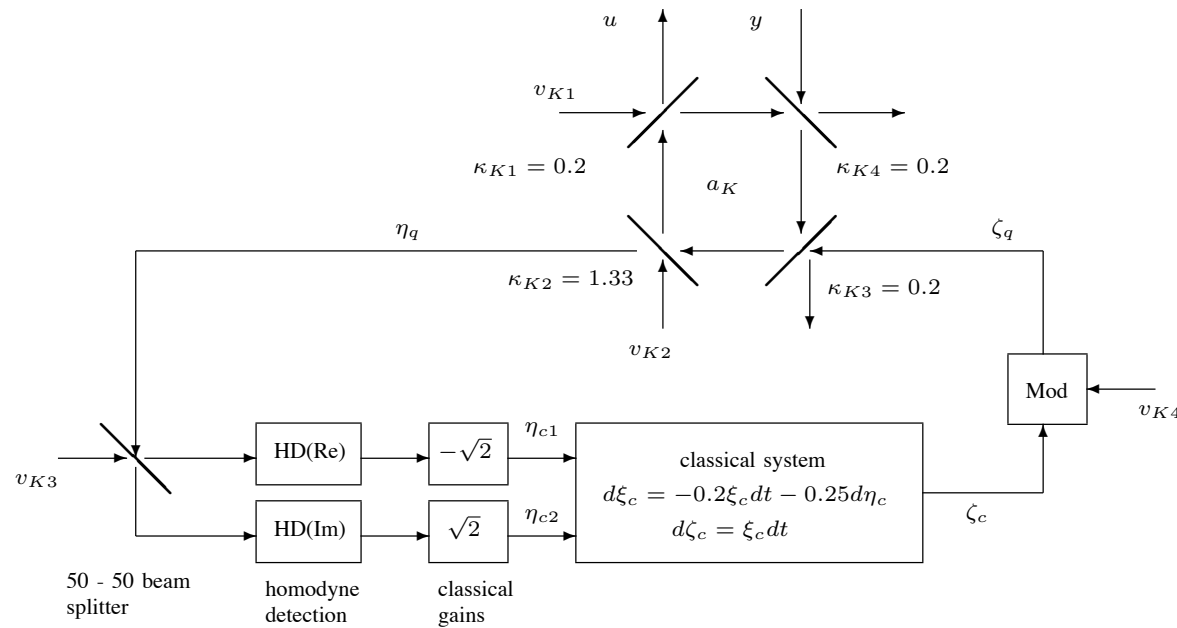 u
y
v_{K1}
κ_{K1} = 0.2
κ_{K4} = 0.2
a_K
η_q
ζ_q
κ_{K2} = 1.33
κ_{K3} = 0.2
v_{K2}
Mod
v_{K4}
v_{K3}
HD(Re)
−√2
η_{c1}
HD(Im)
√2
η_{c2}
classical system
dξ_c = −0.2ξ_c dt − 0.25dη_c
dζ_c = ξ_c dt
ζ_c
50 - 50 beam
splitter
homodyne
detection
classical
gains